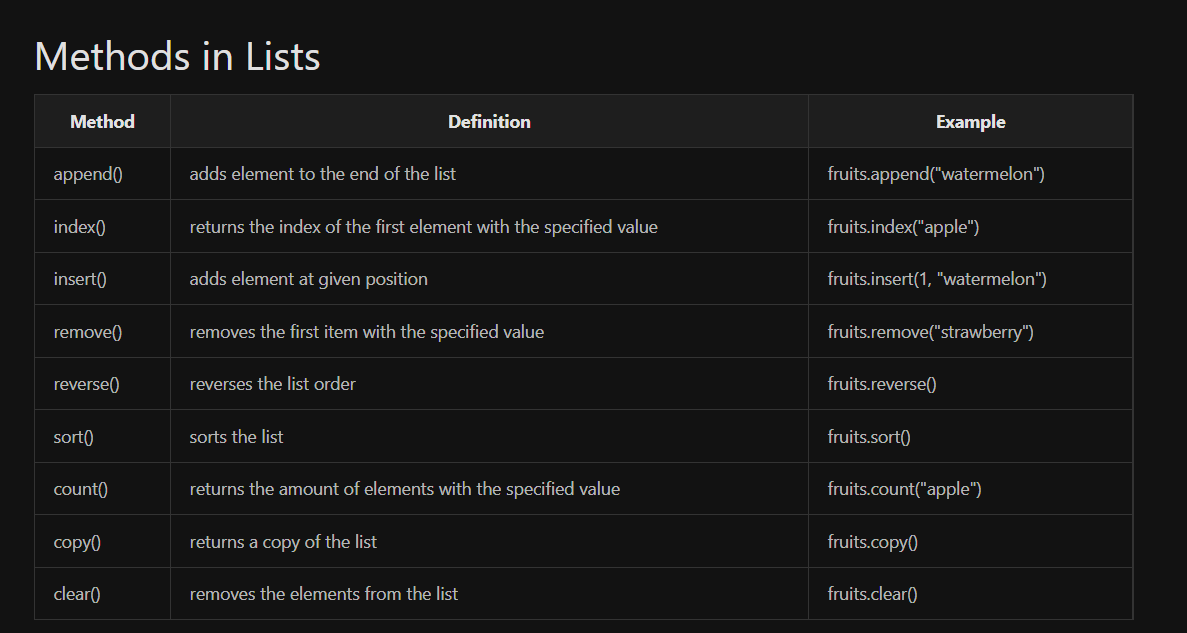 Methods in Lists
Method Definition Example
append() adds element to the end of the list fruits.append("watermelon")
index() returns the index of the first element with the specified value fruits.index("apple")
insert() adds element at given position fruits.insert(1, "watermelon")
remove() removes the first item with the specified value fruits.remove("strawberry")
reverse() reverses the list order fruits.reverse()
sort() sorts the list fruits.sort()
count() returns the amount of elements with the specified value fruits.count("apple")
copy() returns a copy of the list fruits.copy()
clear() removes the elements from the list fruits.clear()